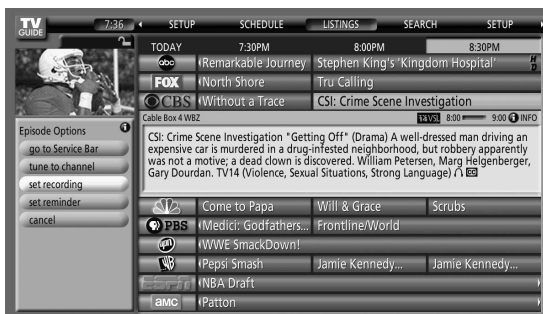 TV
GUIDE
7:36
SETUP SCHEDULE LISTINGS SEARCH SETUP
TODAY 7:30PM 8:00PM 8:30PM
abc Remarkable Journey Stephen King's 'Kingdom Hospital' HD
FOX North Shore Tru Calling
CBS Without a Trace CSI: Crime Scene Investigation
Cable Box 4 WBZ 8:00 9:00 INFO
CSI: Crime Scene Investigation "Getting Off" (Drama) A well-dressed man driving an
expensive car is murdered in a drug-infested neighborhood, but robbery apparently
was not a motive; a dead clown is discovered. William Petersen, Marg Helgenberger,
Gary Dourdan. TV14 (Violence, Sexual Situations, Strong Language) CC
Episode Options
go to Service Bar
tune to channel
set recording
set reminder
cancel
Come to Papa Will & Grace Scrubs
PBS Medici: Godfathers... Frontline/World
upn WWE SmackDown!
WB Pepsi Smash Jamie Kennedy... Jamie Kennedy...
ESPN NBA Draft
amc Patton